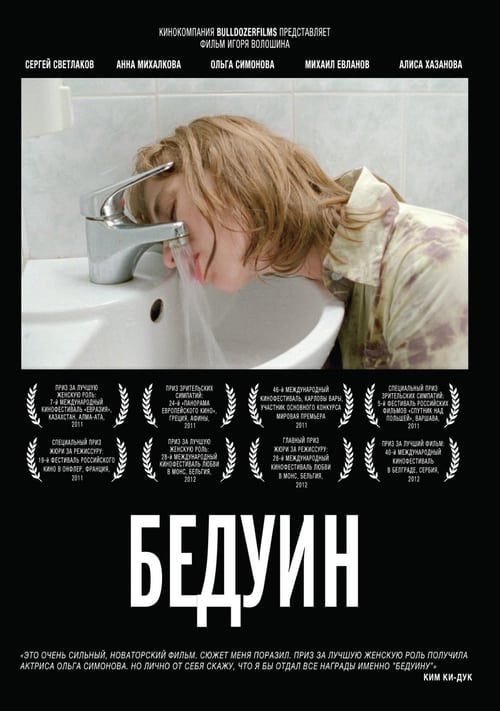 КИНОКОМПАНИЯ BULLDOZERFILMS ПРЕДСТАВЛЯЕТ
ФИЛЬМ ИГОРЯ ВОЛОШИНА
СЕРГЕЙ СВЕТЛАКОВ АННА МИХАЛКОВА ОЛЬГА СИМОНОВА МИХАИЛ ЕВЛАНОВ АЛИСА ХАЗАНОВА
ПРИЗ ЗА ЛУЧШУЮ
ЖЕНСКУЮ РОЛЬ:
7-Й МЕЖДУНАРОДНЫЙ
КИНОФЕСТИВАЛЬ «ЕВРАЗИЯ»,
КАЗАХСТАН, АЛМА-АТА,
2011
ПРИЗ ЗРИТЕЛЬСКИХ
СИМПАТИЙ:
24-Й «ПАНОРАМА
ЕВРОПЕЙСКОГО КИНО»,
ГРЕЦИЯ, АФИНЫ,
2011
46-Й МЕЖДУНАРОДНЫЙ
КИНОФЕСТИВАЛЬ, КАРЛОВЫ ВАРЫ,
УЧАСТНИК ОСНОВНОГО КОНКУРСА
МИРОВАЯ ПРЕМЬЕРА
2011
СПЕЦИАЛЬНЫЙ ПРИЗ
ЗРИТЕЛЬСКИХ СИМПАТИЙ:
5-Й ФЕСТИВАЛЬ РОССИЙСКИХ
ФИЛЬМОВ «СПУТНИК НАД
ПОЛЬШЕЙ», ВАРШАВА,
2011
СПЕЦИАЛЬНЫЙ ПРИЗ
ЖЮРИ ЗА РЕЖИССУРУ:
19-Й ФЕСТИВАЛЬ РОССИЙСКОГО
КИНО В ОНФЛЕР, ФРАНЦИЯ,
2011
ПРИЗ ЗА ЛУЧШУЮ
ЖЕНСКУЮ РОЛЬ:
28-Й МЕЖДУНАРОДНЫЙ
КИНОФЕСТИВАЛЬ ЛЮБВИ
В МОНС, БЕЛЬГИЯ,
2012
ГЛАВНЫЙ ПРИЗ
ЖЮРИ ЗА РЕЖИССУРУ:
28-Й МЕЖДУНАРОДНЫЙ
КИНОФЕСТИВАЛЬ ЛЮБВИ
В МОНС, БЕЛЬГИЯ,
2012
ПРИЗ ЗА ЛУЧШИЙ ФИЛЬМ:
40-Й МЕЖДУНАРОДНЫЙ
КИНОФЕСТИВАЛЬ
В БЕЛГРАДЕ, СЕРБИЯ,
2012
БЕДУИН
«ЭТО ОЧЕНЬ СИЛЬНЫЙ, НОВАТОРСКИЙ ФИЛЬМ. СЮЖЕТ МЕНЯ ПОРАЗИЛ. ПРИЗ ЗА ЛУЧШУЮ ЖЕНСКУЮ РОЛЬ ПОЛУЧИЛА
АКТРИСА ОЛЬГА СИМОНОВА. НО ЛИЧНО ОТ СЕБЯ СКАЖУ, ЧТО Я БЫ ОТДАЛ ВСЕ НАГРАДЫ ИМЕННО "БЕДУИНУ"»
КИМ КИ-ДУК